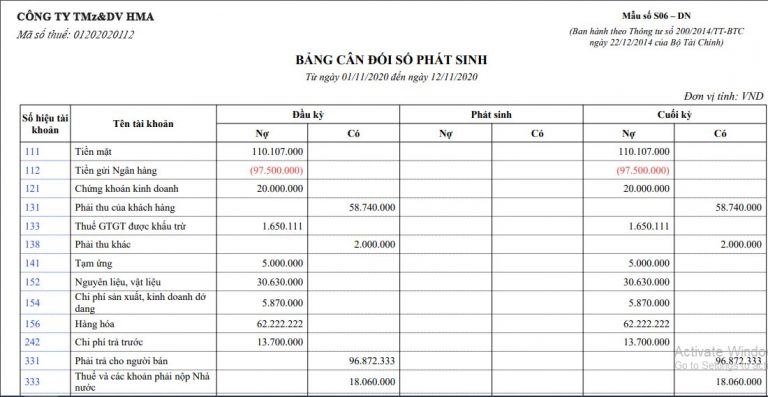 CÔNG TY TMz&DV HMA
Mẫu số S06 – DN
Mã số thuế: 01202020112
(Ban hành theo Thông tư số 200/2014/TT-BTC
ngày 22/12/2014 của Bộ Tài Chính)
BẢNG CÂN ĐỐI SỐ PHÁT SINH
Từ ngày 01/11/2020 đến ngày 12/11/2020
Đơn vị tính: VND
Số hiệu tài khoản Tên tài khoản Đầu kỳ Phát sinh Cuối kỳ
Nợ Có Nợ Có Nợ Có
111 Tiền mặt 110.107.000 110.107.000
112 Tiền gửi Ngân hàng (97.500.000) (97.500.000)
121 Chứng khoán kinh doanh 20.000.000 20.000.000
131 Phải thu của khách hàng 58.740.000 58.740.000
133 Thuế GTGT được khấu trừ 1.650.111 1.650.111
138 Phải thu khác 2.000.000 2.000.000
141 Tạm ứng 5.000.000 5.000.000
152 Nguyên liệu, vật liệu 30.630.000 30.630.000
154 Chi phí sản xuất, kinh doanh dở dang 5.870.000 5.870.000
156 Hàng hóa 62.222.222 62.222.222
242 Chi phí trả trước 13.700.000 13.700.000
331 Phải trả cho người bán 96.872.333 96.872.333
333 Thuế và các khoản phải nộp Nhà nước 18.060.000 18.060.000
Activate Windo
Go to Settings to act